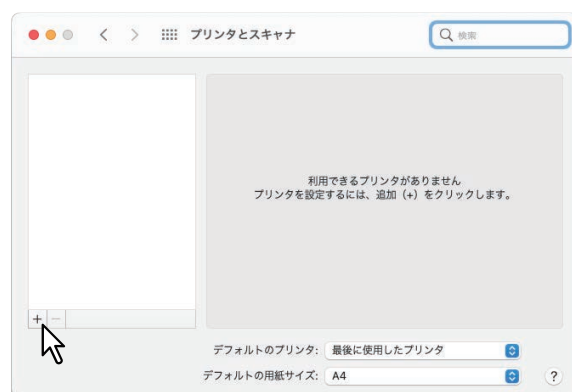 プリンタとスキャナ
検索
利用できるプリンタがありません
プリンタを設定するには、追加（+）をクリックします。
+ −
デフォルトのプリンタ: 最後に使用したプリンタ
デフォルトの用紙サイズ: A4
?